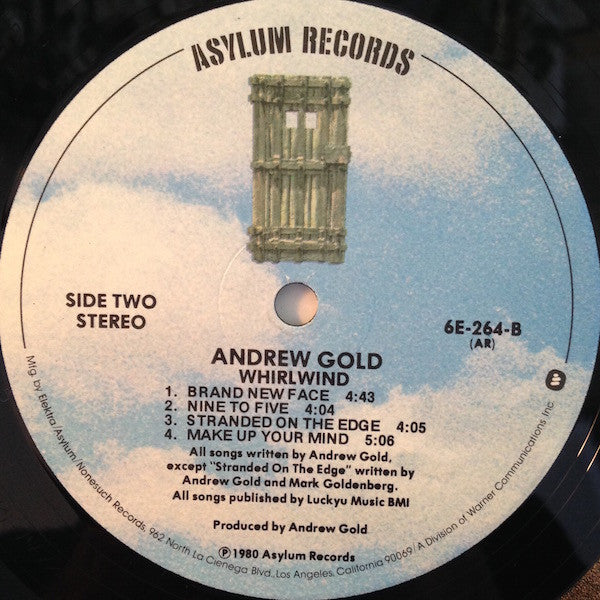 ASYLUM RECORDS
SIDE TWO
STEREO
6E-264-B
(AR)
ANDREW GOLD
WHIRLWIND
1. BRAND NEW FACE 4:43
2. NINE TO FIVE 4:04
3. STRANDED ON THE EDGE 4:05
4. MAKE UP YOUR MIND 5:06
All songs written by Andrew Gold,
except "Stranded On The Edge" written by
Andrew Gold and Mark Goldenberg.
All songs published by Luckyu Music BMI
Produced by Andrew Gold
Ⓟ 1980 Asylum Records
Mfg. by Elektra/Asylum/Nonesuch Records, 962 North La Cienega Blvd., Los Angeles, California 90069/A Division of Warner Communications Inc.